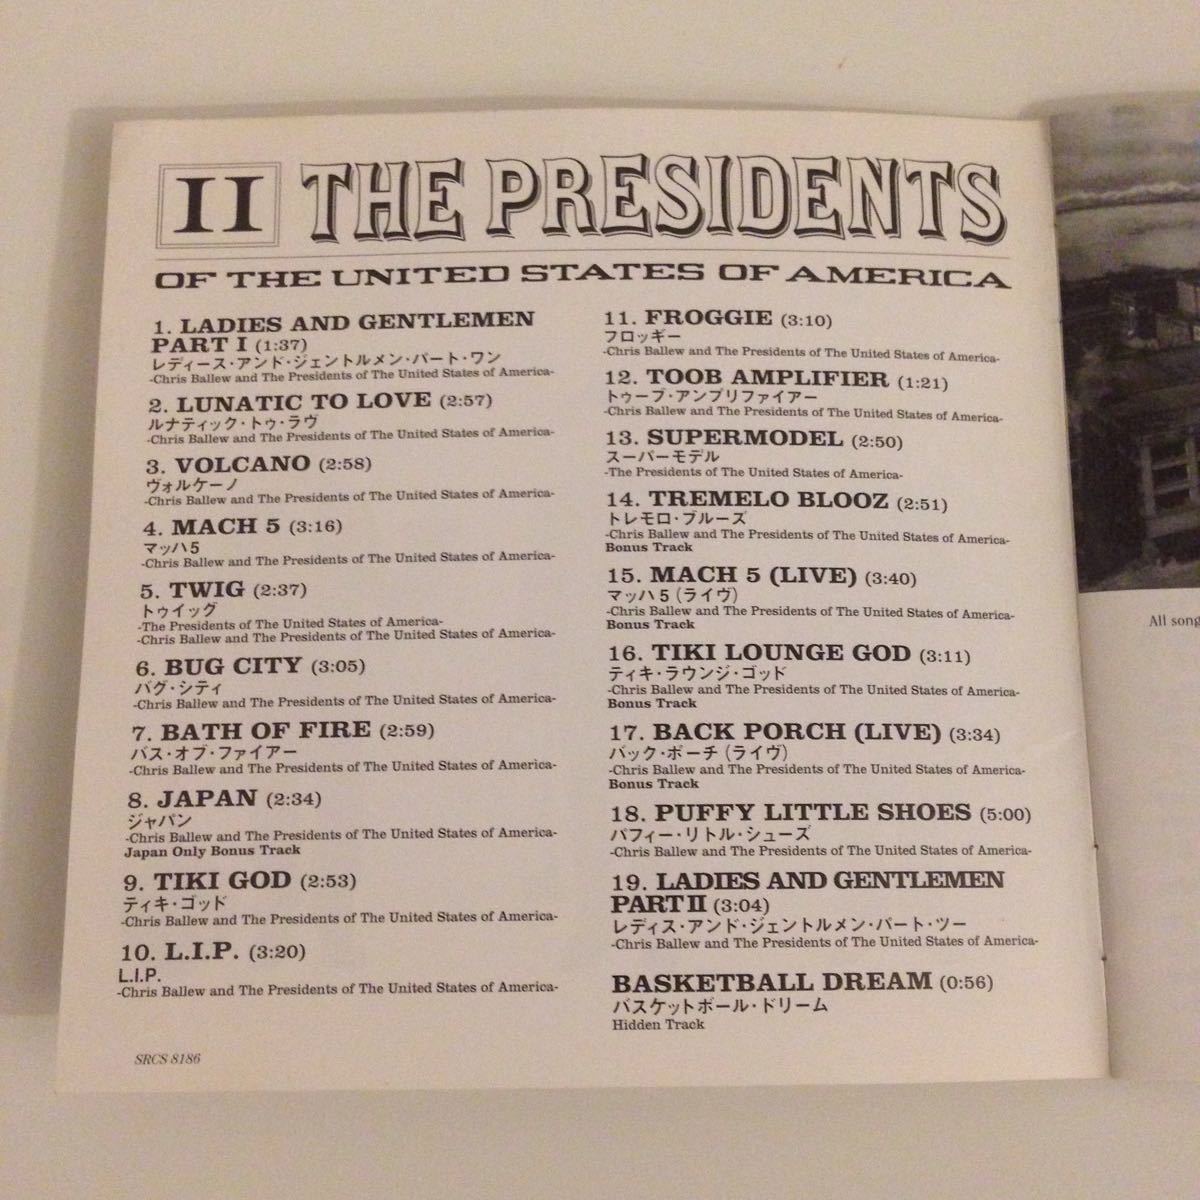 II THE PRESIDENTS
OF THE UNITED STATES OF AMERICA
1. LADIES AND GENTLEMEN
PART I (1:37)
レディース・アンド・ジェントルメン・パート・ワン
-Chris Ballew and The Presidents of The United States of America-
2. LUNATIC TO LOVE (2:57)
ルナティック・トゥ・ラヴ
-Chris Ballew and The Presidents of The United States of America-
3. VOLCANO (2:58)
ヴォルケーノ
-Chris Ballew and The Presidents of The United States of America-
4. MACH 5 (3:16)
マッハ5
-Chris Ballew and The Presidents of The United States of America-
5. TWIG (2:37)
トゥイッグ
-The Presidents of The United States of America-
-Chris Ballew and The Presidents of The United States of America-
6. BUG CITY (3:05)
バグ・シティ
-Chris Ballew and The Presidents of The United States of America-
7. BATH OF FIRE (2:59)
バス・オブ・ファイアー
-Chris Ballew and The Presidents of The United States of America-
8. JAPAN (2:34)
ジャパン
-Chris Ballew and The Presidents of The United States of America-
Japan Only Bonus Track
9. TIKI GOD (2:53)
ティキ・ゴッド
-Chris Ballew and The Presidents of The United States of America-
10. L.I.P. (3:20)
L.I.P.
-Chris Ballew and The Presidents of The United States of America-
SRCS 8186
11. FROGGIE (3:10)
フロッギー
-Chris Ballew and The Presidents of The United States of America-
12. TOOB AMPLIFIER (1:21)
トゥーブ・アンプリファイアー
-Chris Ballew and The Presidents of The United States of America-
13. SUPERMODEL (2:50)
スーパーモデル
-The Presidents of The United States of America-
14. TREMELO BLOOZ (2:51)
トレモロ・ブルーズ
-Chris Ballew and The Presidents of The United States of America-
Bonus Track
15. MACH 5 (LIVE) (3:40)
マッハ5(ライヴ)
-Chris Ballew and The Presidents of The United States of America-
Bonus Track
16. TIKI LOUNGE GOD (3:11)
ティキ・ラウンジ・ゴッド
-Chris Ballew and The Presidents of The United States of America-
Bonus Track
17. BACK PORCH (LIVE) (3:34)
バック・ポーチ(ライヴ)
-Chris Ballew and The Presidents of The United States of America-
Bonus Track
18. PUFFY LITTLE SHOES (5:00)
パフィー・リトル・シューズ
-Chris Ballew and The Presidents of The United States of America-
19. LADIES AND GENTLEMEN
PART II (3:04)
レディス・アンド・ジェントルメン・パート・ツー
-Chris Ballew and The Presidents of The United States of America-
BASKETBALL DREAM (0:56)
バスケットボール・ドリーム
Hidden Track
All song